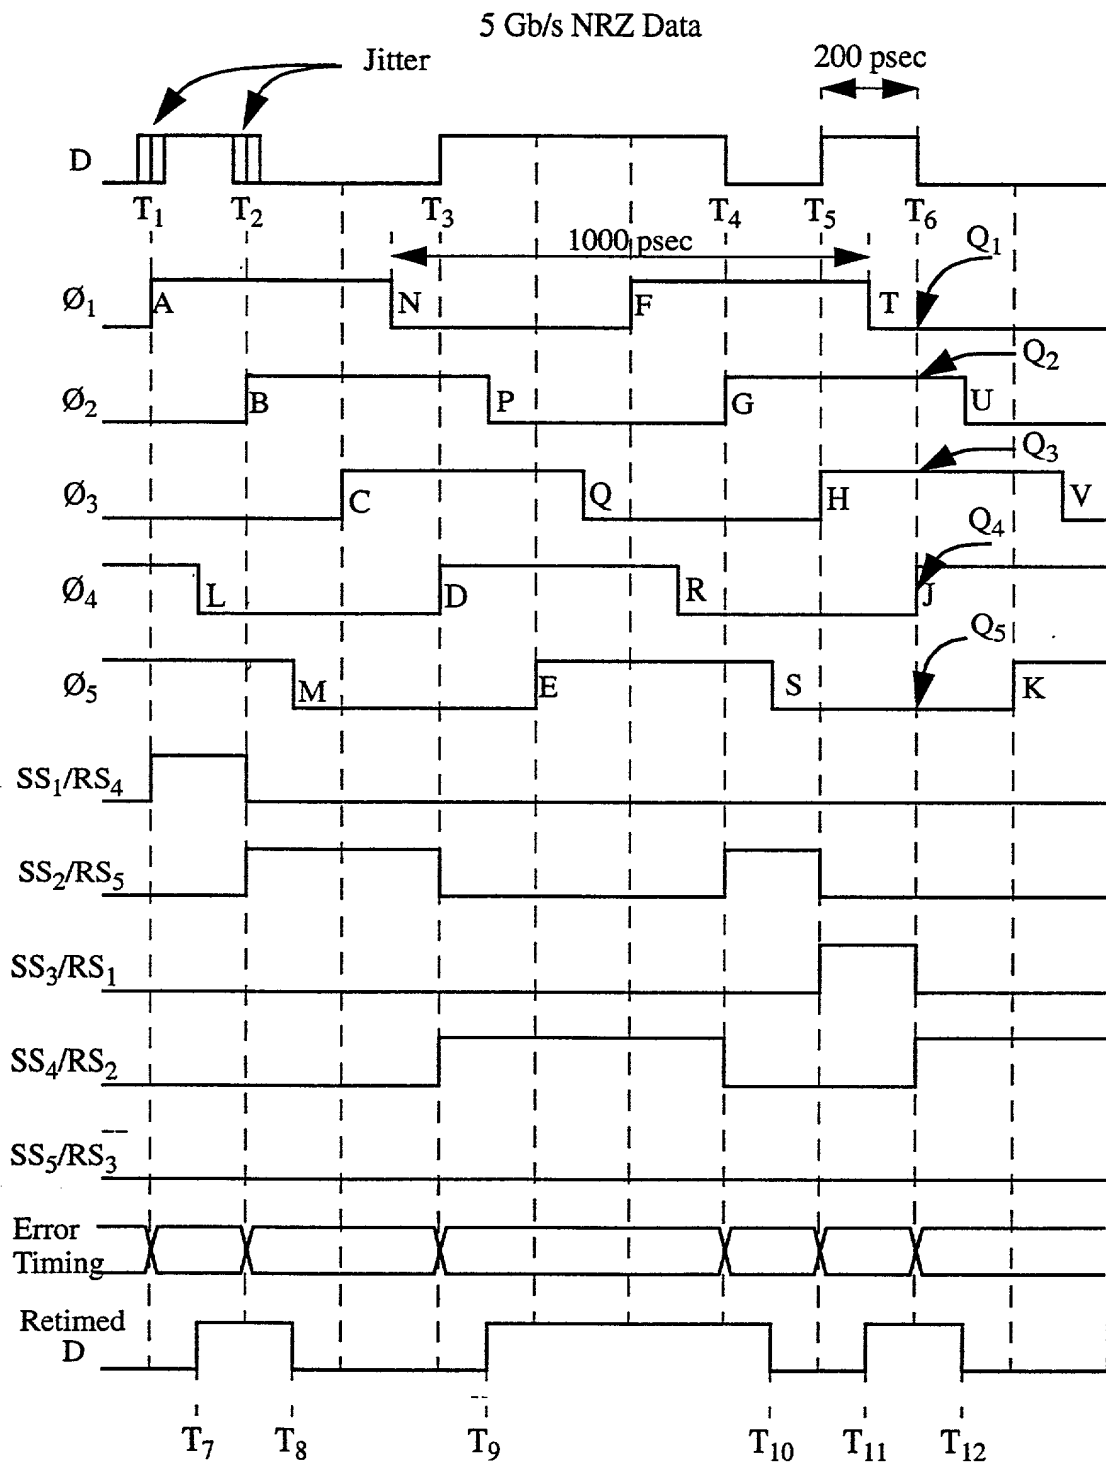 5 Gb/s NRZ Data
Jitter
200 psec
D
T1 T2 T3 T4 T5 T6
1000 psec
Q1
Ø1 A N F T
Q2
Ø2 B P G U
Q3
Ø3 C Q H V
Q4
Ø4 L D R J
Q5
Ø5 M E S K
SS1/RS4
SS2/RS5
SS3/RS1
SS4/RS2
SS5/RS3
Error
Timing
Retimed
D
T7 T8 T9 T10 T11 T12